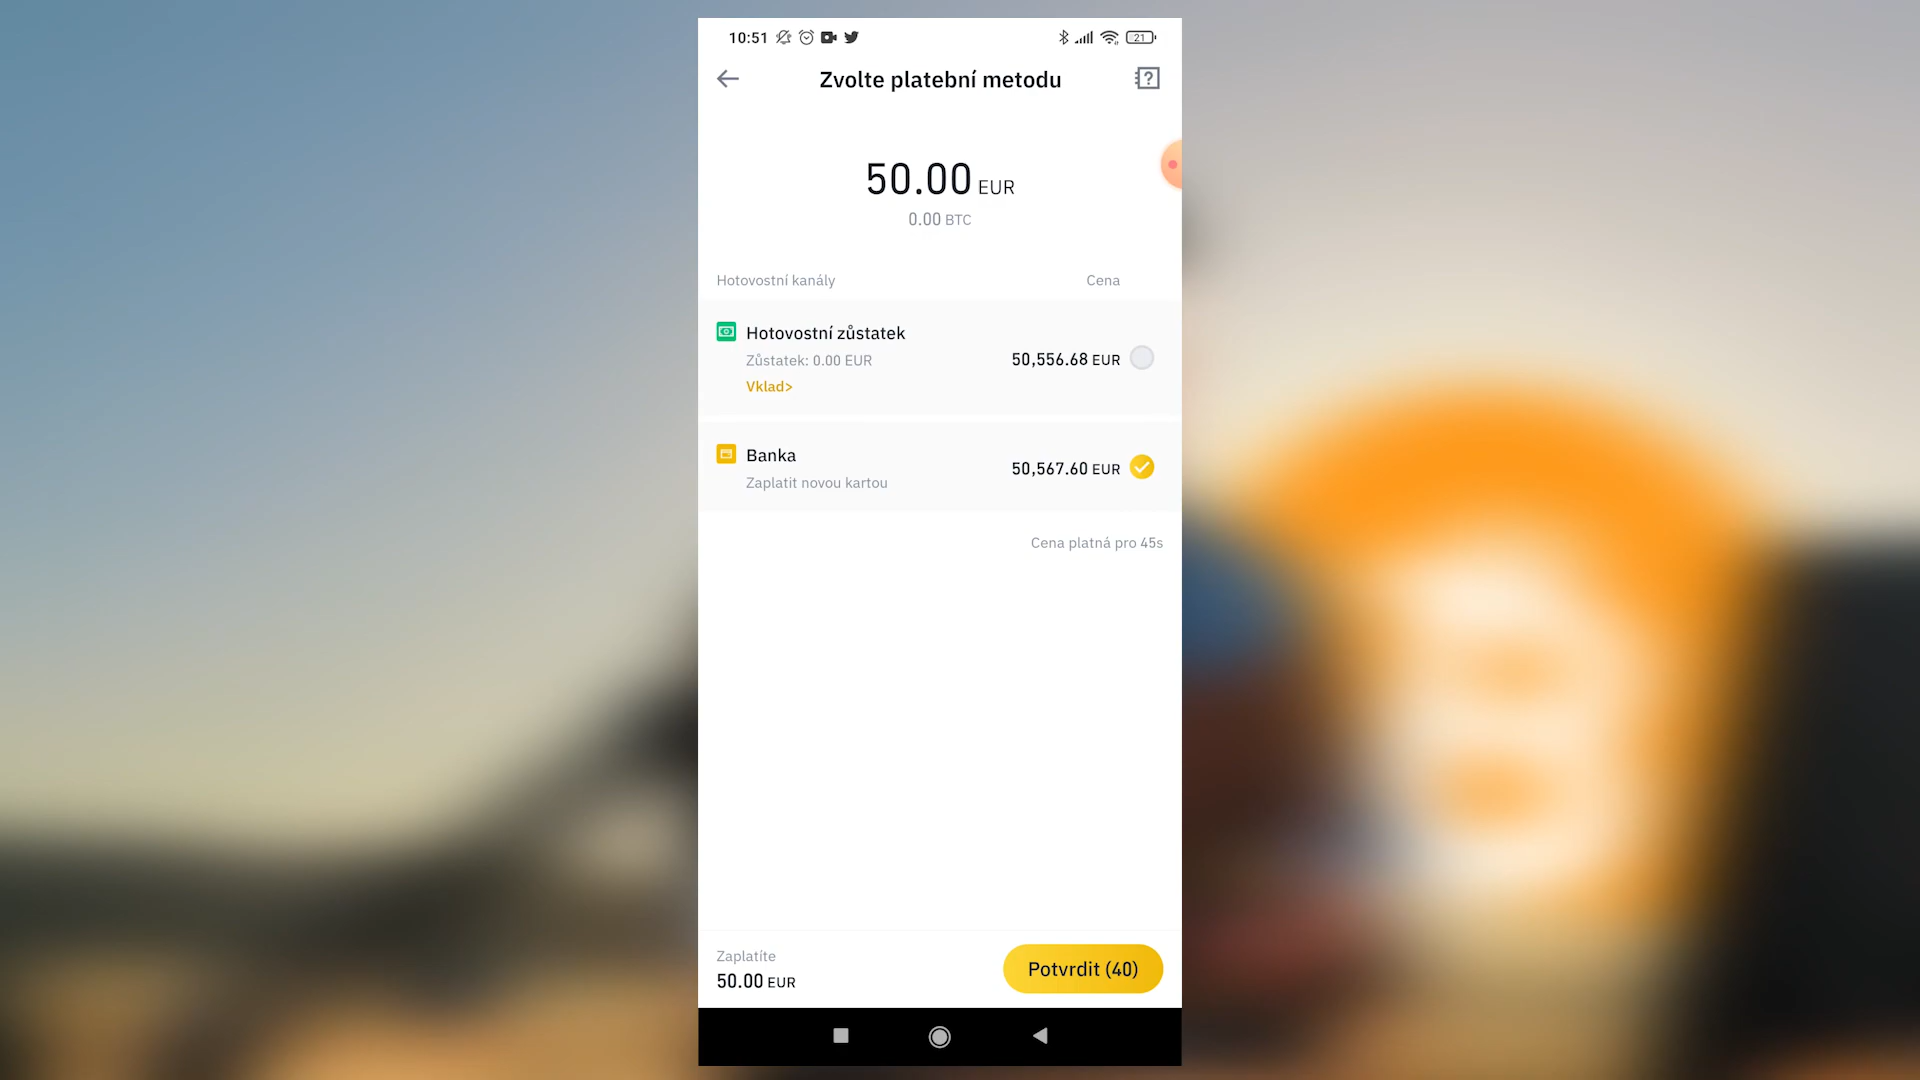 10:51
21
Zvolte platební metodu
50.00 EUR
0.00 BTC
Hotovostní kanály Cena
Hotovostní zůstatek
Zůstatek: 0.00 EUR
50,556.68 EUR
Vklad>
Banka
50,567.60 EUR
Zaplatit novou kartou
Cena platná pro 45s
Zaplatíte
50.00 EUR
Potvrdit (40)